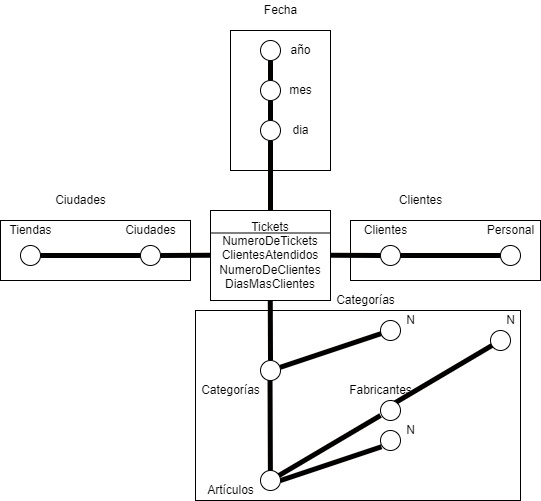 Fecha
año
mes
dia
Ciudades
Clientes
Tiendas
Ciudades
Tickets
NumeroDeTickets
ClientesAtendidos
NumeroDeClientes
DiasMasClientes
Clientes
Personal
Categorías
N
N
Categorías
Fabricantes
N
Artículos